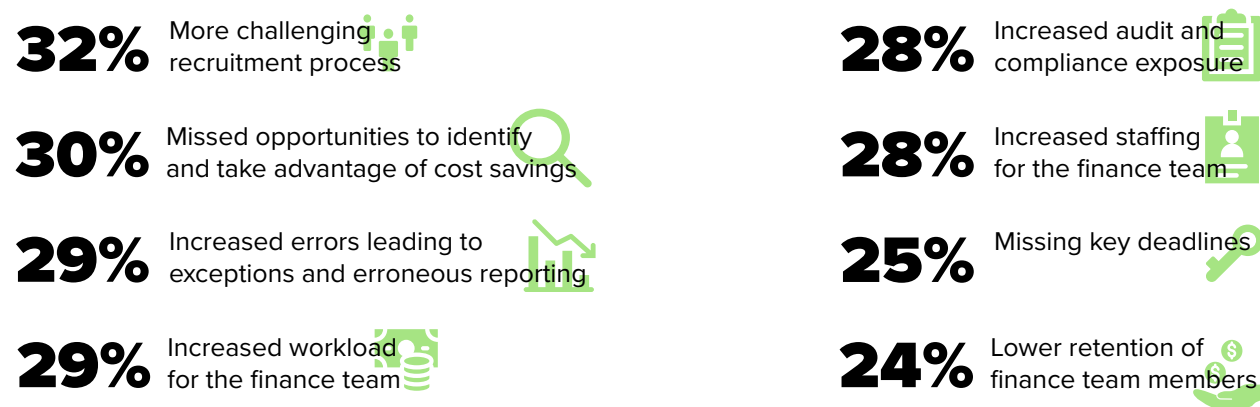 32% More challenging
recruitment process
30% Missed opportunities to identify
and take advantage of cost savings
29% Increased errors leading to
exceptions and erroneous reporting
29% Increased workload
for the finance team
28% Increased audit and
compliance exposure
28% Increased staffing
for the finance team
25% Missing key deadlines
24% Lower retention of
finance team members